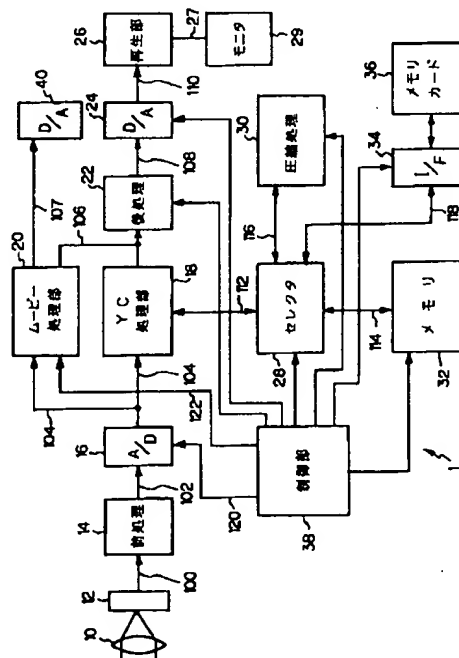 10
12
100
14
前処理
102
16
A/D
104
104
122
120
20
ムービー
処理部
18
YC
処理部
106
107
40
D/A
22
後処理
108
24
D/A
110
26
再生部
27
モニタ
29
112
28
セレクタ
116
30
圧縮処理
114
32
メモリ
118
34
I/F
36
メモリ
カード
38
制御部
1